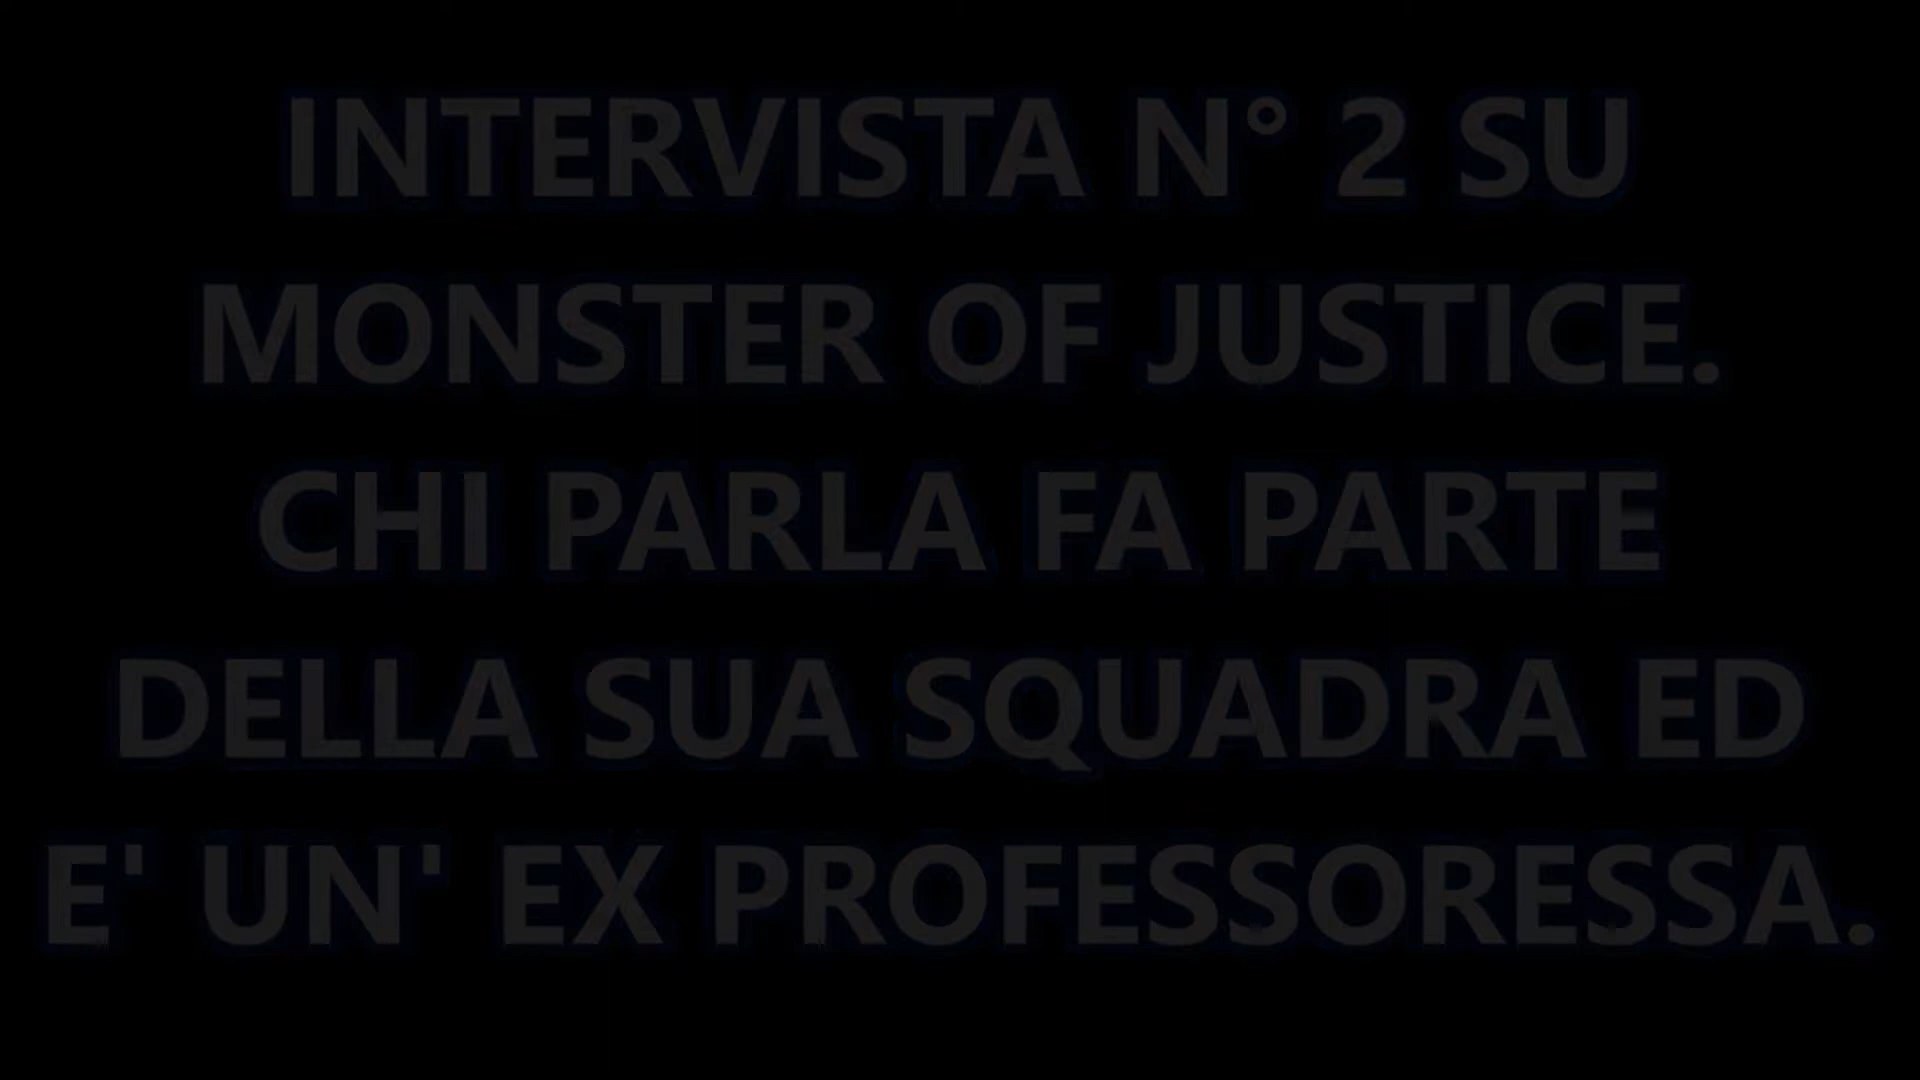 INTERVISTA N° 2 SU
MONSTER OF JUSTICE.
CHI PARLA FA PARTE
DELLA SUA SQUADRA ED
E' UN' EX PROFESSORESSA.